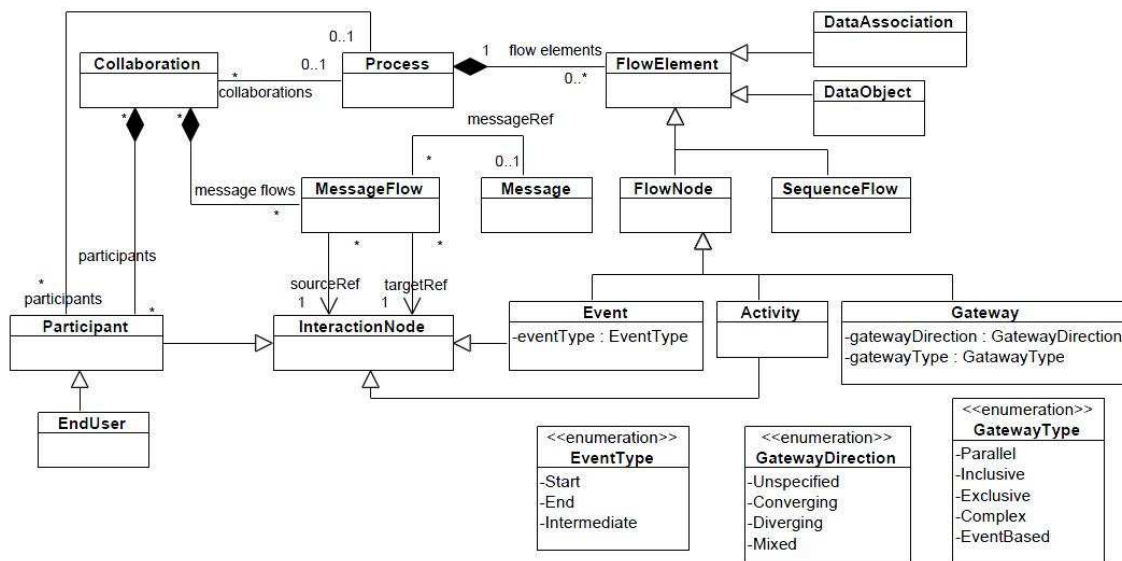 DataAssociation
0..1
1
flow elements
Collaboration
0..1
Process
FlowElement
*
collaborations
0..*
DataObject
*
*
messageRef
*
0..1
message flows
MessageFlow
Message
FlowNode
SequenceFlow
*
*
*
participants
sourceRef
targetRef
*
participants
*
1
1
Participant
InteractionNode
Event
-eventType : EventType
Activity
Gateway
-gatewayDirection : GatewayDirection
-gatewayType : GatawayType
EndUser
<<enumeration>>
EventType
-Start
-End
-Intermediate
<<enumeration>>
GatewayDirection
-Unspecified
-Converging
-Diverging
-Mixed
<<enumeration>>
GatewayType
-Parallel
-Inclusive
-Exclusive
-Complex
-EventBased